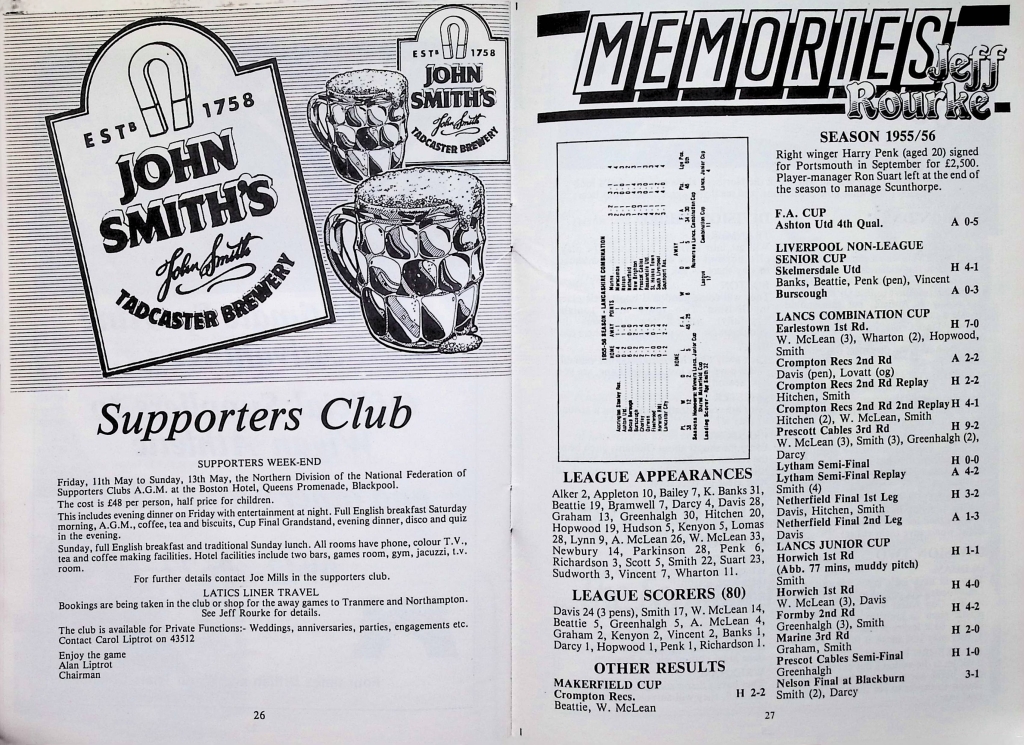 ESTB 1758
JOHN
SMITH'S
John Smith
TADCASTER BREWERY
ESTB 1758
JOHN
SMITH'S
John Smith
TADCASTER BREWERY
Supporters Club
SUPPORTERS WEEK-END
Friday, 11th May to Sunday, 13th May, the Northern Division of the National Federation of
Supporters Clubs A.G.M. at the Boston Hotel, Queens Promenade, Blackpool.
The cost is £48 per person, half price for children.
This includes evening dinner on Friday with entertainment at night. Full English breakfast Saturday
morning, A.G.M., coffee, tea and biscuits, Cup Final Grandstand, evening dinner, disco and quiz
in the evening.
Sunday, full English breakfast and traditional Sunday lunch. All rooms have phone, colour T.V.,
tea and coffee making facilities. Hotel facilities include two bars, games room, gym, jacuzzi, t.v.
room.
For further details contact Joe Mills in the supporters club.
LATICS LINER TRAVEL
Bookings are being taken in the club or shop for the away games to Tranmere and Northampton.
See Jeff Rourke for details.
The club is available for Private Functions:- Weddings, anniversaries, parties, engagements etc.
Contact Carol Liptrot on 43512
Enjoy the game
Alan Liptrot
Chairman
26
MEMORIES
Jeff
Rourke
1955-56 SEASON - LANCASHIRE COMBINATION
HOME AWAY POINTS
LEAGUE APPEARANCES
Alker 2, Appleton 10, Bailey 7, K. Banks 31,
Beattie 19, Bramwell 7, Darcy 4, Davis 28,
Graham 13, Greenhalgh 30, Hitchen 20,
Hopwood 19, Hudson 5, Kenyon 5, Lomas
28, Lynn 9, A. McLean 26, W. McLean 33,
Newbury 14, Parkinson 28, Penk 6,
Richardson 3, Scott 5, Smith 22, Suart 23,
Sudworth 3, Vincent 7, Wharton 11.
LEAGUE SCORERS (80)
Davis 24 (3 pens), Smith 17, W. McLean 14,
Beattie 5, Greenhalgh 5, A. McLean 4,
Graham 2, Kenyon 2, Vincent 2, Banks 1,
Darcy 1, Hopwood 1, Penk 1, Richardson 1.
OTHER RESULTS
MAKERFIELD CUP
Crompton Recs. H 2-2
Beattie, W. McLean
SEASON 1955/56
Right winger Harry Penk (aged 20) signed
for Portsmouth in September for £2,500.
Player-manager Ron Suart left at the end of
the season to manage Scunthorpe.
F.A. CUP
Ashton Utd 4th Qual. A 0-5
LIVERPOOL NON-LEAGUE
SENIOR CUP
Skelmersdale Utd H 4-1
Banks, Beattie, Penk (pen), Vincent
Burscough A 0-3
LANCS COMBINATION CUP
Earlestown 1st Rd. H 7-0
W. McLean (3), Wharton (2), Hopwood,
Smith
Crompton Recs 2nd Rd A 2-2
Davis (pen), Lovatt (og)
Crompton Recs 2nd Rd Replay H 2-2
Hitchen, Smith
Crompton Recs 2nd Rd 2nd Replay H 4-1
Hitchen (2), W. McLean, Smith
Prescott Cables 3rd Rd H 9-2
W. McLean (3), Smith (3), Greenhalgh (2),
Darcy
Lytham Semi-Final H 0-0
Lytham Semi-Final Replay A 4-2
Smith (4)
Netherfield Final 1st Leg H 3-2
Davis, Hitchen, Smith
Netherfield Final 2nd Leg A 1-3
Davis
LANCS JUNIOR CUP
Horwich 1st Rd H 1-1
(Abb. 77 mins, muddy pitch)
Smith
Horwich 1st Rd H 4-0
W. McLean (3), Davis
Formby 2nd Rd H 4-2
Greenhalgh (3), Smith
Marine 3rd Rd H 2-0
Graham, Smith
Prescot Cables Semi-Final H 1-0
Greenhalgh
Nelson Final at Blackburn 3-1
Smith (2), Darcy
27